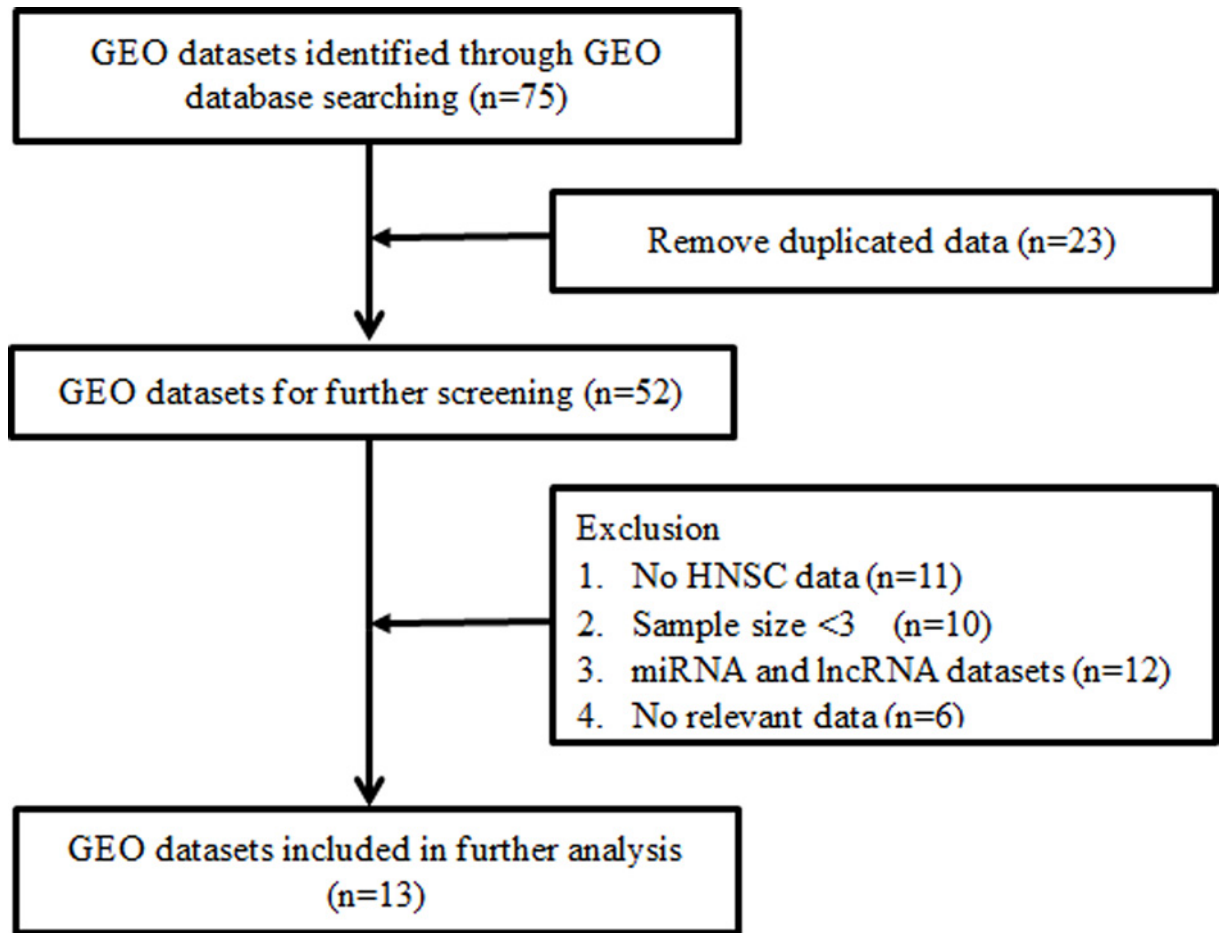 GEO datasets identified through GEO
database searching (n=75)
Remove duplicated data (n=23)
GEO datasets for further screening (n=52)
Exclusion
1. No HNSC data (n=11)
2. Sample size <3 (n=10)
3. miRNA and lncRNA datasets (n=12)
4. No relevant data (n=6)
GEO datasets included in further analysis
(n=13)